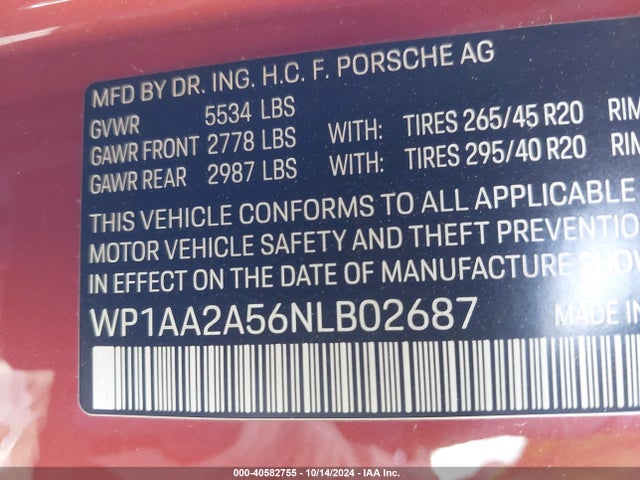 MFD BY DR. ING. H.C. F. PORSCHE AG
GVWR 5534 LBS
GAWR FRONT 2778 LBS WITH: TIRES 265/45 R20 RIM
GAWR REAR 2987 LBS WITH: TIRES 295/40 R20 RIM
THIS VEHICLE CONFORMS TO ALL APPLICABLE
MOTOR VEHICLE SAFETY AND THEFT PREVENTION
IN EFFECT ON THE DATE OF MANUFACTURE SHOW
WP1AA2A56NLB02687
000-40582755 - 10/14/2024 - IAA Inc.